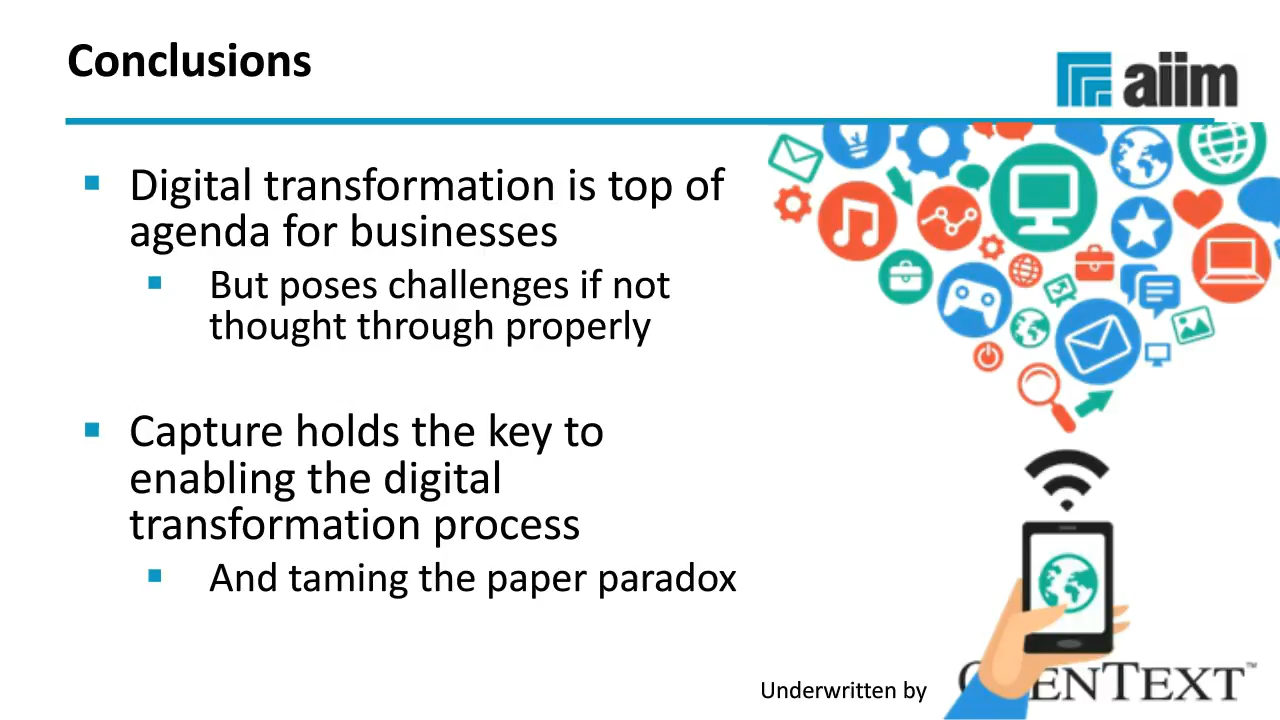 Conclusions
aiim
Digital transformation is top of
agenda for businesses
But poses challenges if not
thought through properly
Capture holds the key to
enabling the digital
transformation process
And taming the paper paradox
Underwritten by